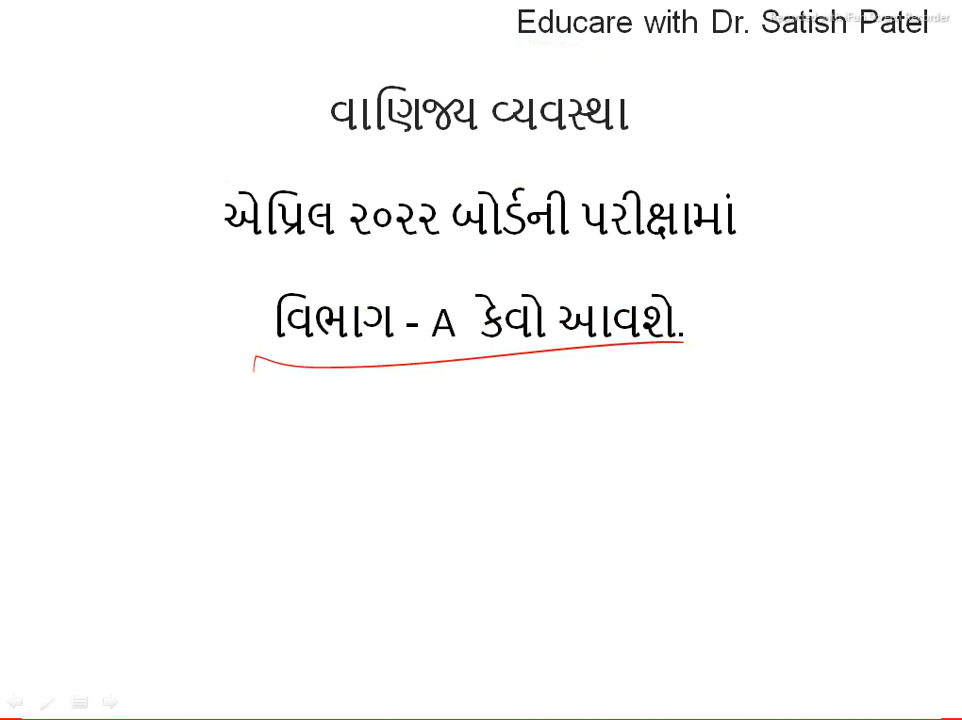 Educare with Dr. Satish Patel
વાણિજ્ય વ્યવસ્થા
એપ્રિલ ૨૦૨૨ બોર્ડની પરીક્ષામાં
વિભાગ - A કેવો આવશે.